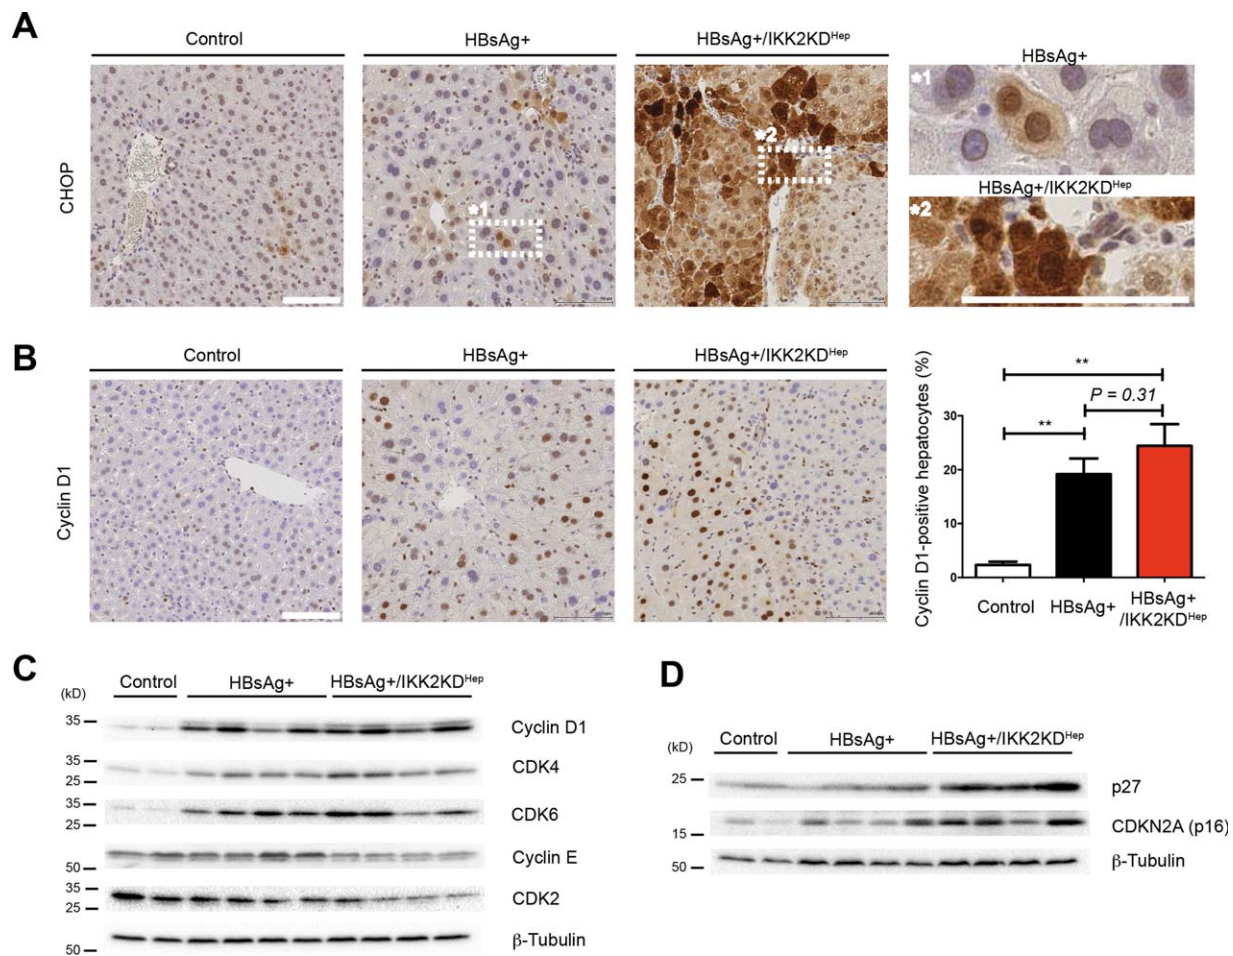 A
Control
HBsAg+
HBsAg+/IKK2KDHep
HBsAg+
CHOP
*1
*2
*1
HBsAg+/IKK2KDHep
*2
B
Control
HBsAg+
HBsAg+/IKK2KDHep
Cyclin D1
Cyclin D1-positive hepatocytes (%)
**
P = 0.31
**
30
20
10
0
Control
HBsAg+
HBsAg+
/IKK2KDHep
C
(kD)
Control
HBsAg+
HBsAg+/IKK2KDHep
35
Cyclin D1
35
25
CDK4
35
25
CDK6
50
Cyclin E
35
25
CDK2
50
β-Tubulin
D
(kD)
Control
HBsAg+
HBsAg+/IKK2KDHep
25
p27
15
CDKN2A (p16)
50
β-Tubulin